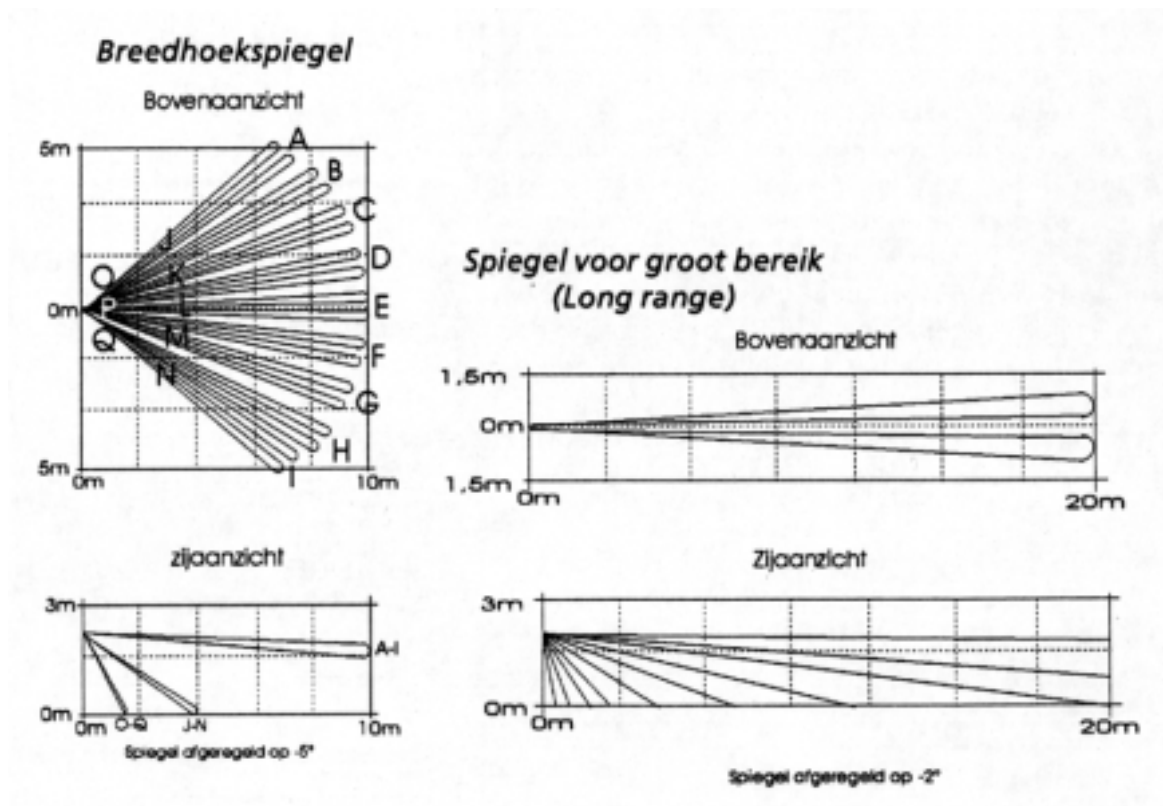 Breedhoekspiegel
Bovenaanzicht
5m
A
B
C
D
E
F
G
H
I
J
K
L
M
N
O
P
Q
0m
5m
0m
10m
zijaanzicht
3m
A-I
0m
0m
O-Q
J-N
10m
Spiegel afgeregeld op -5°
Spiegel voor groot bereik
(Long range)
Bovenaanzicht
1,5m
0m
1,5m
0m
20m
Zijaanzicht
3m
0m
0m
20m
Spiegel afgeregeld op -2°